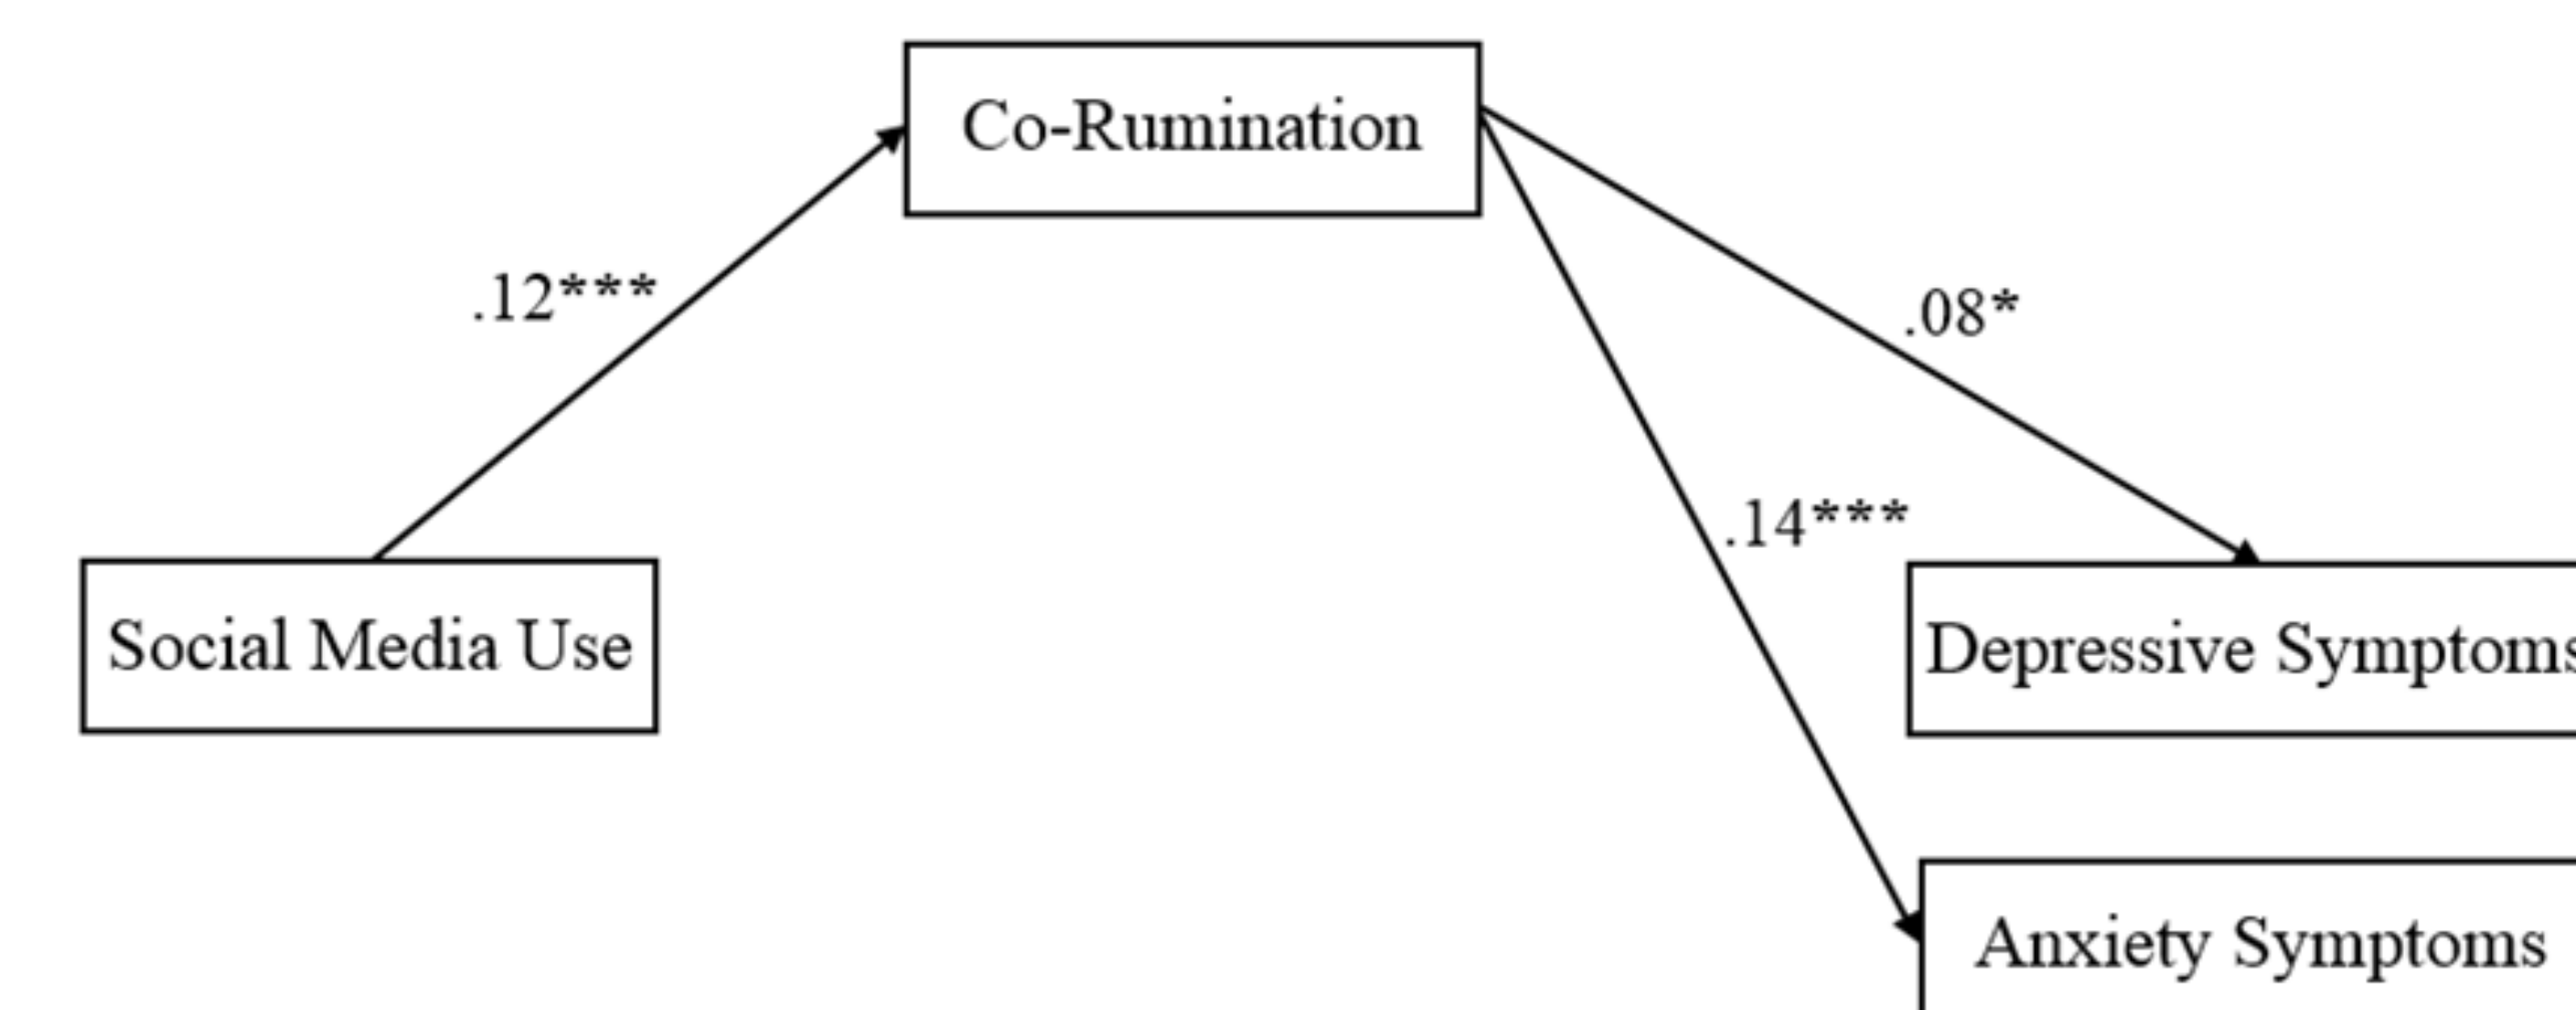 Co-Rumination
.12***
.08*
.14***
Social Media Use
Depressive Symptoms
Anxiety Symptoms